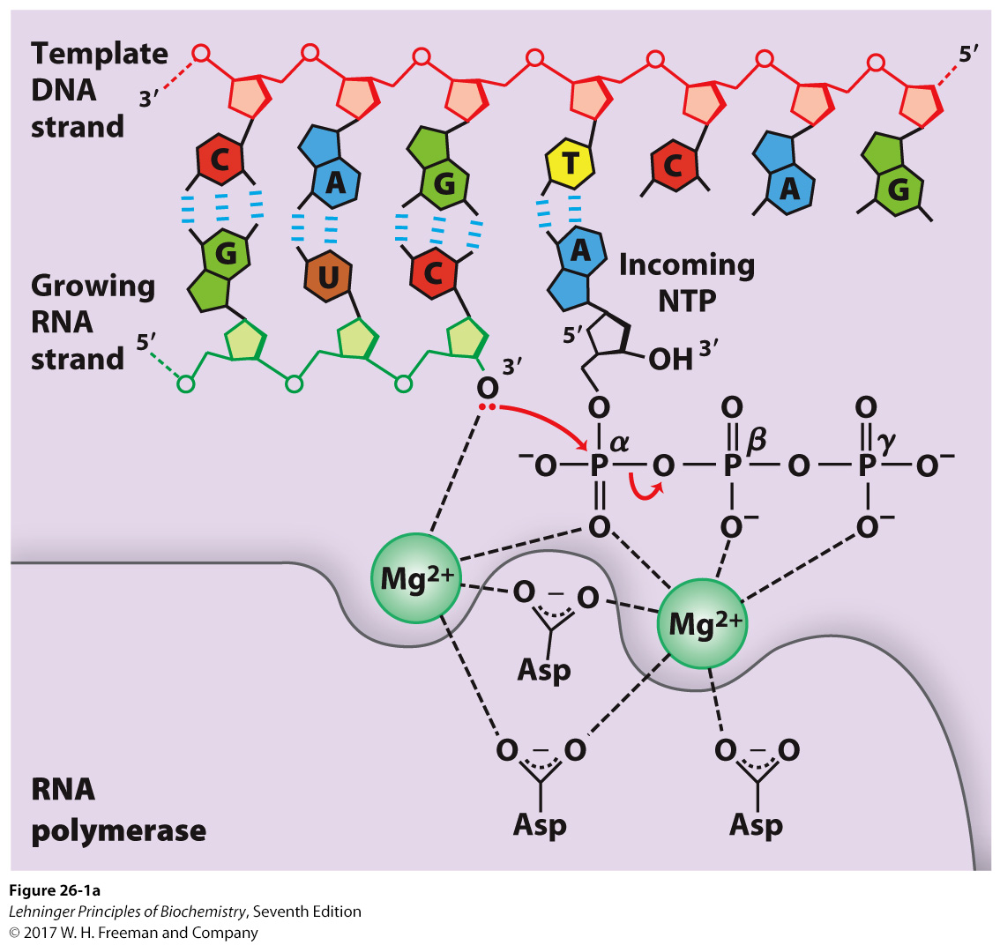 Template
DNA
strand
3′
5′
C A G T C A G
G U C A
Incoming
NTP
Growing
RNA
strand
5′
5′
OH 3′
3′
O
O O O
α β γ
⁻O P O P O P O⁻
O O⁻ O⁻
Mg²⁺
O – O
Mg²⁺
Asp
O – O O – O
Asp Asp
RNA
polymerase
Figure 26-1a
Lehninger Principles of Biochemistry, Seventh Edition
© 2017 W. H. Freeman and Company